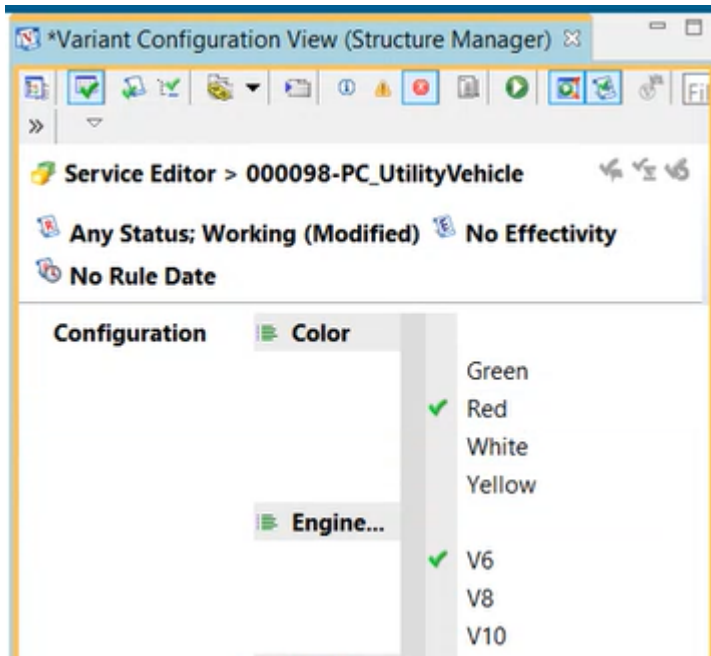 *Variant Configuration View (Structure Manager)
Fil
Service Editor > 000098-PC_UtilityVehicle
Any Status; Working (Modified) No Effectivity
No Rule Date
Configuration Color
Green
Red
White
Yellow
Engine...
V6
V8
V10